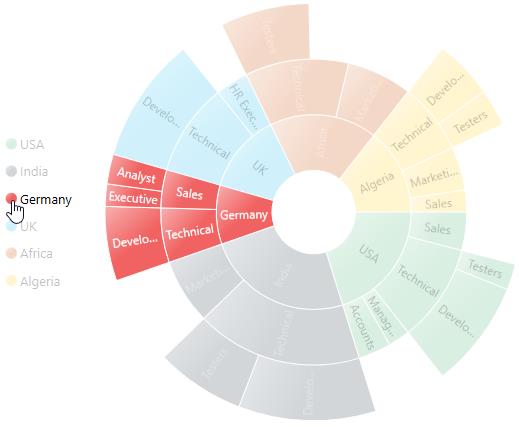 USA
India
Germany
UK
Africa
Algeria
Testers
Technical
Markets
Africa
Develo...
Testers
Technical
Marketi...
Sales
Algeria
Sales
Technical
Testers
Develo...
Manag...
Accounts
USA
India
Technical
Marketi...
Testers
Develo...
Germany
Sales
Technical
Analyst
Executive
Develo...
UK
Technical
HR Exec...
Develo...